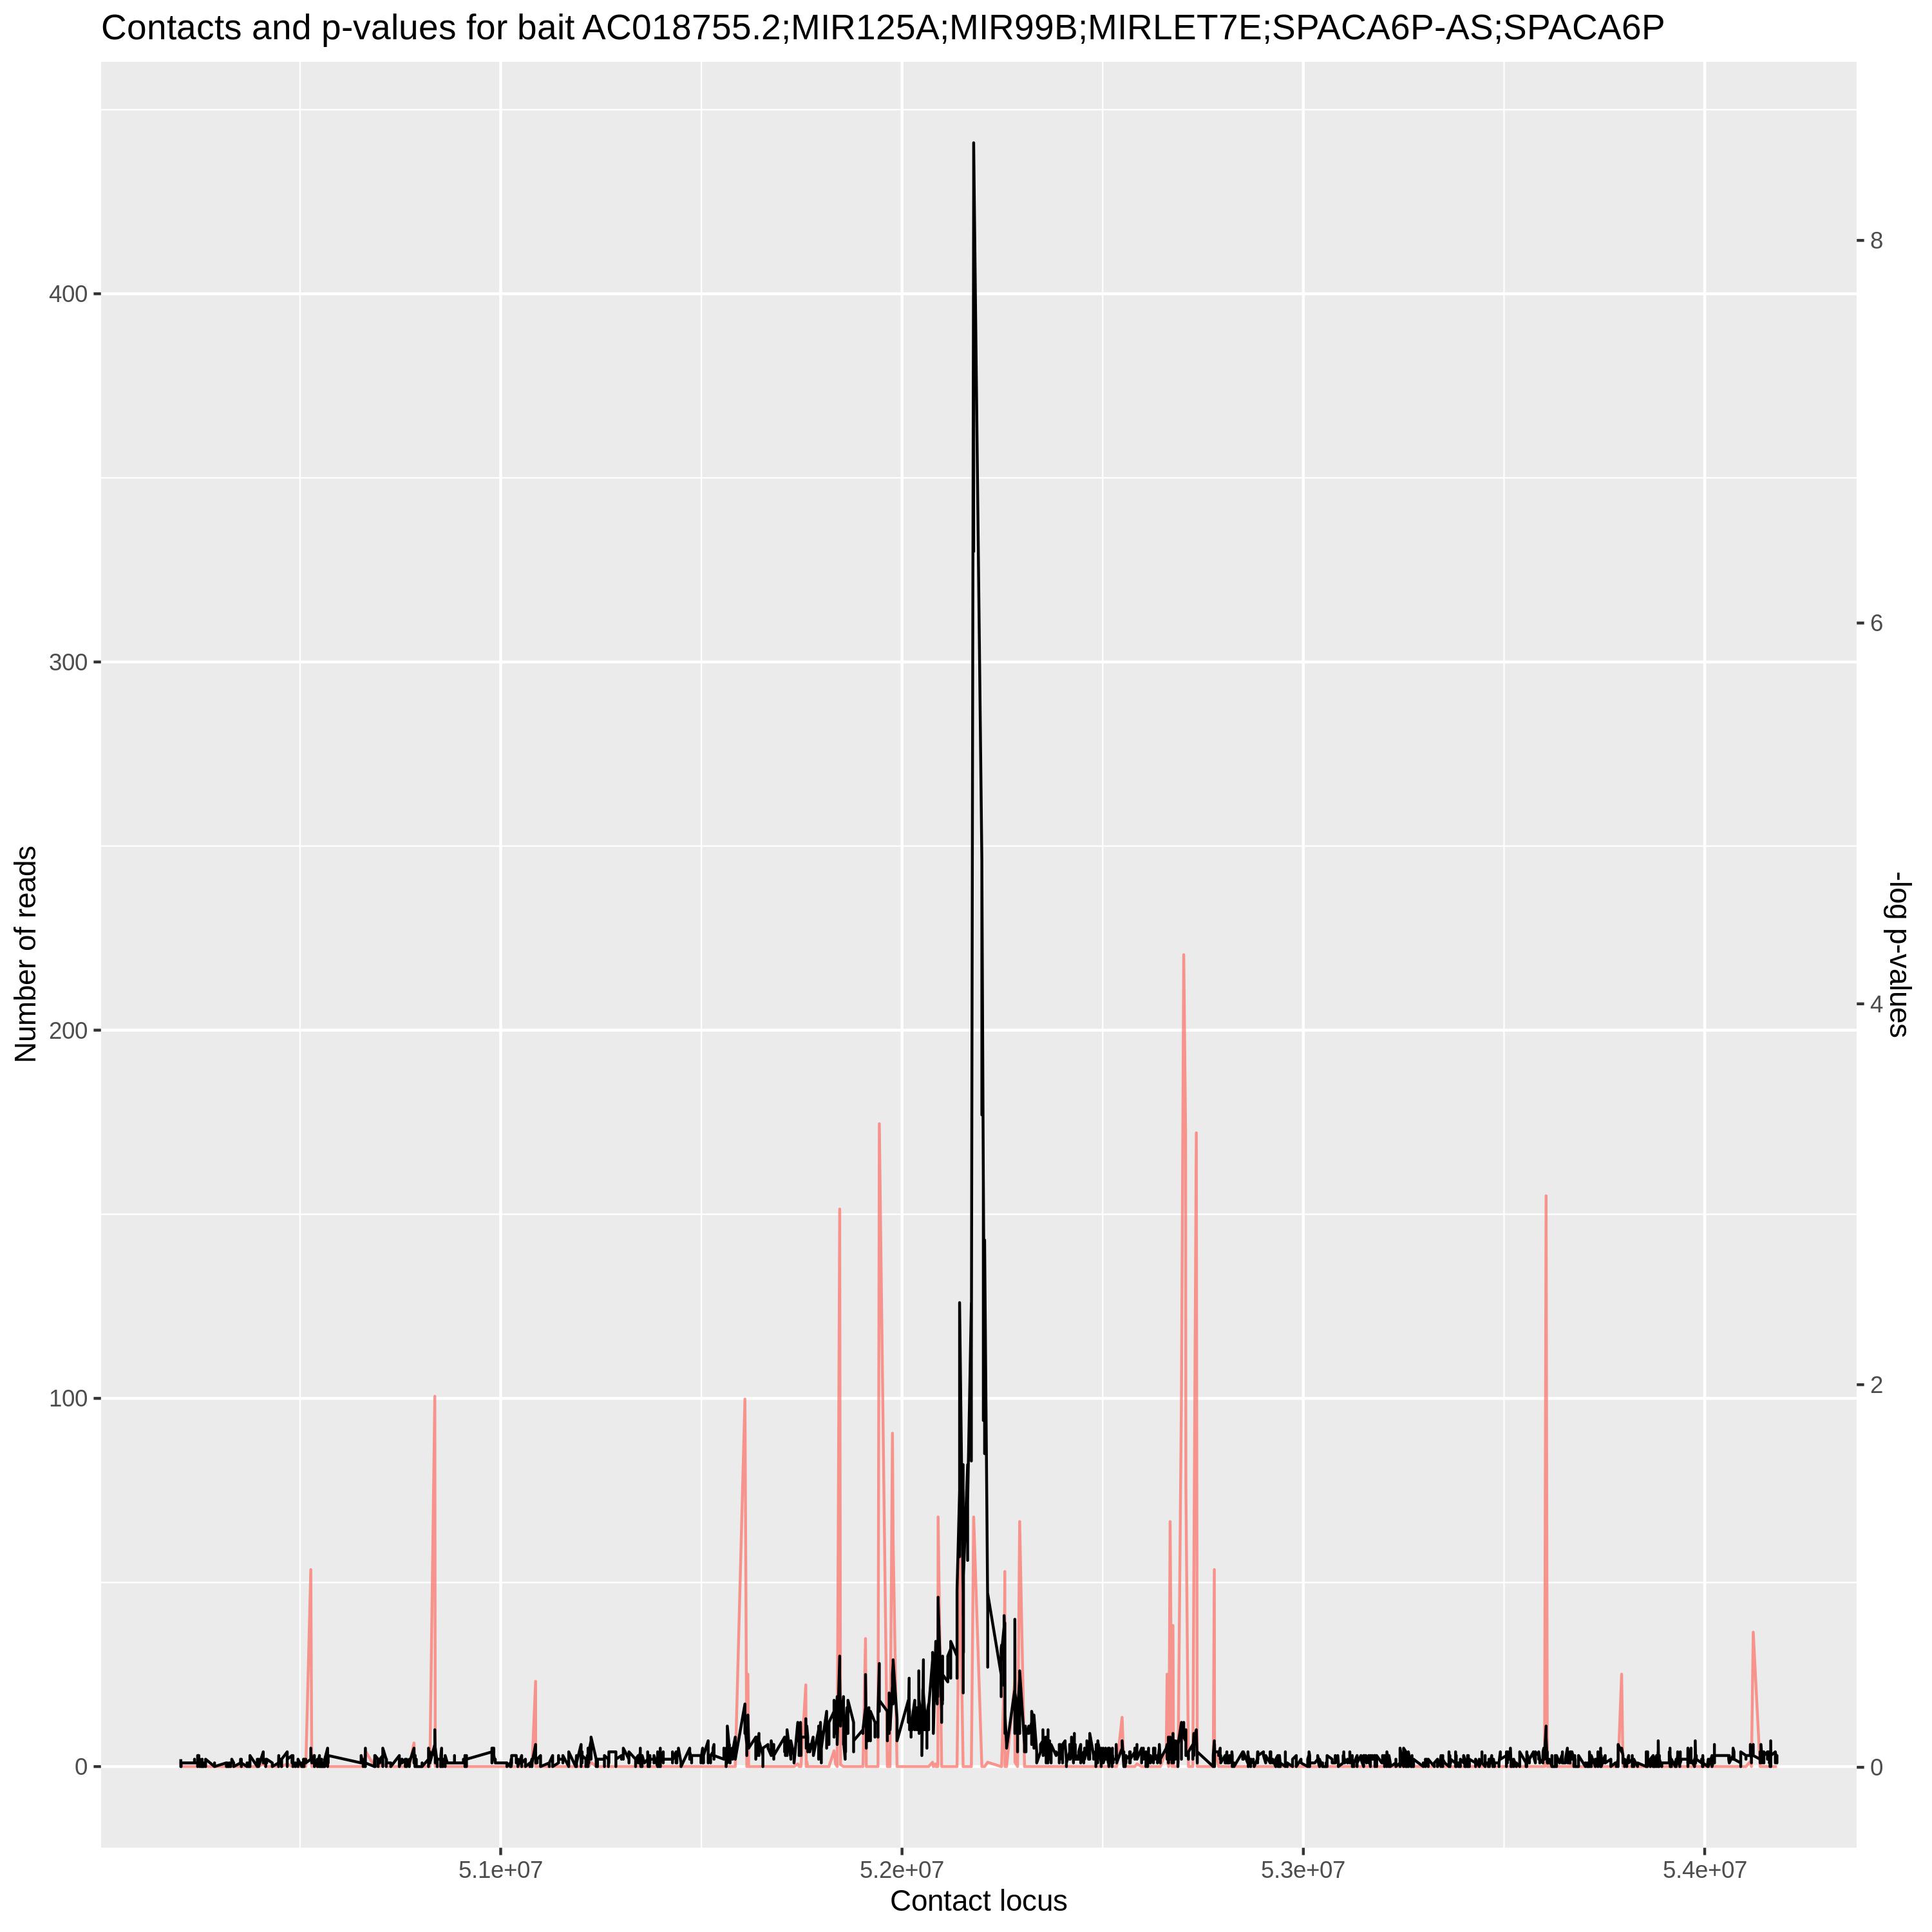 Contacts and p-values for bait AC018755.2;MIR125A;MIR99B;MIRLET7E;SPACA6P-AS;SPACA6P
400
300
200
100
0
Number of reads
8
6
4
2
0
-log p-values
5.1e+07
5.2e+07
5.3e+07
5.4e+07
Contact locus